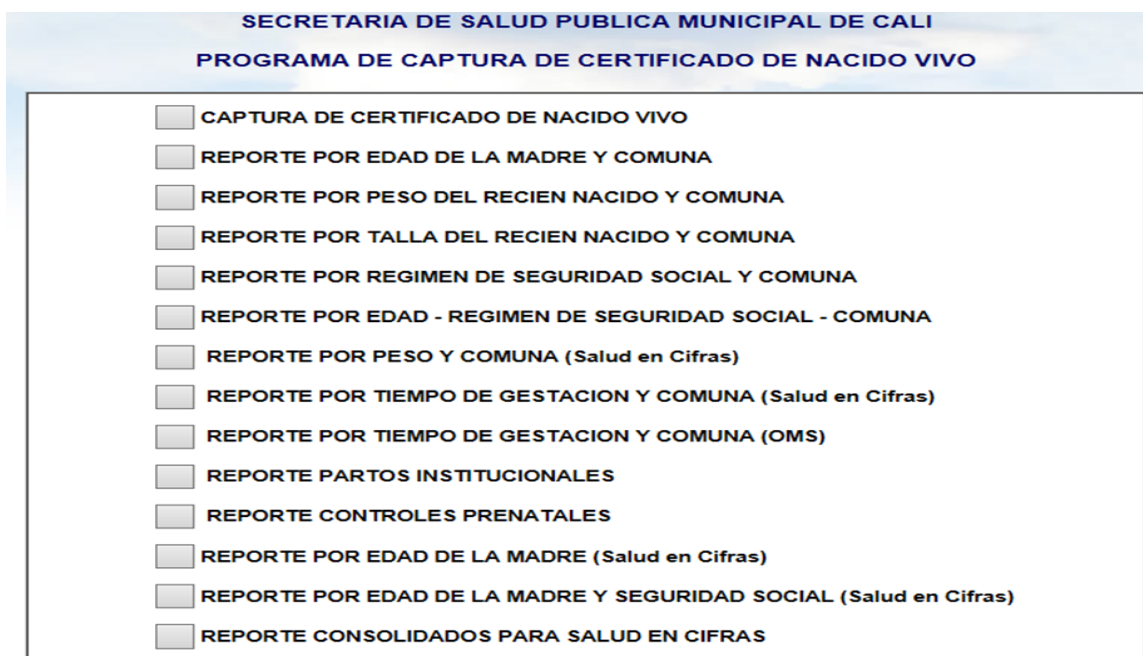 SECRETARIA DE SALUD PUBLICA MUNICIPAL DE CALI
PROGRAMA DE CAPTURA DE CERTIFICADO DE NACIDO VIVO
CAPTURA DE CERTIFICADO DE NACIDO VIVO
REPORTE POR EDAD DE LA MADRE Y COMUNA
REPORTE POR PESO DEL RECIEN NACIDO Y COMUNA
REPORTE POR TALLA DEL RECIEN NACIDO Y COMUNA
REPORTE POR REGIMEN DE SEGURIDAD SOCIAL Y COMUNA
REPORTE POR EDAD - REGIMEN DE SEGURIDAD SOCIAL - COMUNA
REPORTE POR PESO Y COMUNA (Salud en Cifras)
REPORTE POR TIEMPO DE GESTACION Y COMUNA (Salud en Cifras)
REPORTE POR TIEMPO DE GESTACION Y COMUNA (OMS)
REPORTE PARTOS INSTITUCIONALES
REPORTE CONTROLES PRENATALES
REPORTE POR EDAD DE LA MADRE (Salud en Cifras)
REPORTE POR EDAD DE LA MADRE Y SEGURIDAD SOCIAL (Salud en Cifras)
REPORTE CONSOLIDADOS PARA SALUD EN CIFRAS